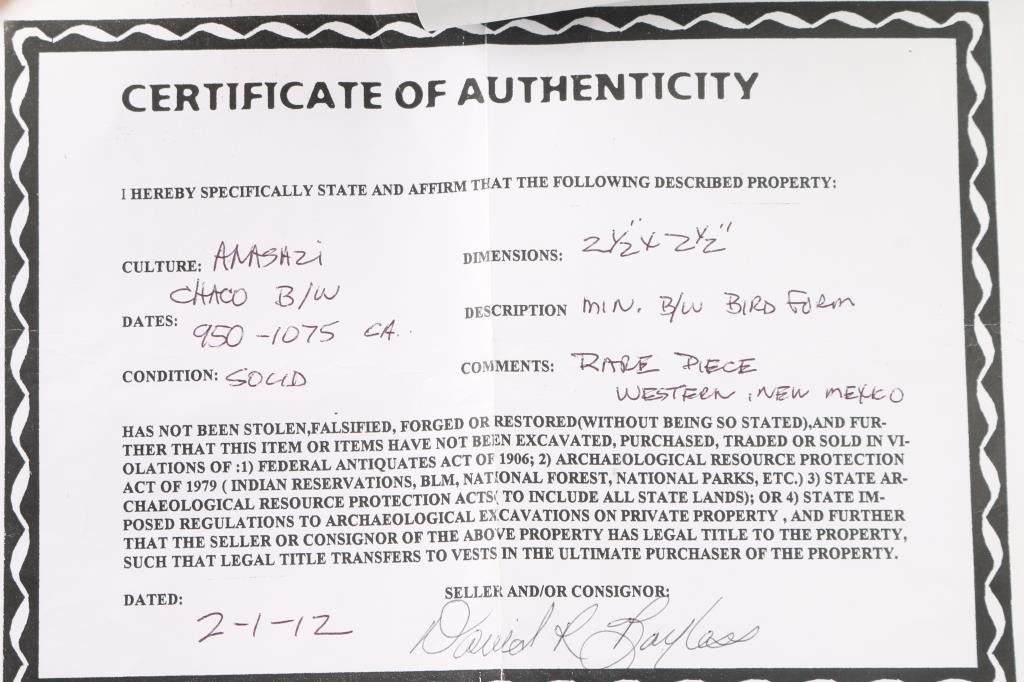 CERTIFICATE OF AUTHENTICITY
I HEREBY SPECIFICALLY STATE AND AFFIRM THAT THE FOLLOWING DESCRIBED PROPERTY:
CULTURE: ANASAZI
CHACO B/W
DIMENSIONS: 2 1/2" X 2 1/2"
DATES: 950-1075 CA.
DESCRIPTION MIN. B/W BIRD FORM
CONDITION: SOLID
COMMENTS: RARE PIECE
WESTERN, NEW MEXICO
HAS NOT BEEN STOLEN,FALSIFIED, FORGED OR RESTORED(WITHOUT BEING SO STATED),AND FUR-
THER THAT THIS ITEM OR ITEMS HAVE NOT BEEN EXCAVATED, PURCHASED, TRADED OR SOLD IN VI-
OLATIONS OF :1) FEDERAL ANTIQUATES ACT OF 1906; 2) ARCHAEOLOGICAL RESOURCE PROTECTION
ACT OF 1979 ( INDIAN RESERVATIONS, BLM, NATIONAL FOREST, NATIONAL PARKS, ETC.) 3) STATE AR-
CHAEOLOGICAL RESOURCE PROTECTION ACTS( TO INCLUDE ALL STATE LANDS); OR 4) STATE IM-
POSED REGULATIONS TO ARCHAEOLOGICAL EXCAVATIONS ON PRIVATE PROPERTY , AND FURTHER
THAT THE SELLER OR CONSIGNOR OF THE ABOVE PROPERTY HAS LEGAL TITLE TO THE PROPERTY,
SUCH THAT LEGAL TITLE TRANSFERS TO VESTS IN THE ULTIMATE PURCHASER OF THE PROPERTY.
DATED: 2-1-12
SELLER AND/OR CONSIGNOR:
David R Bayless